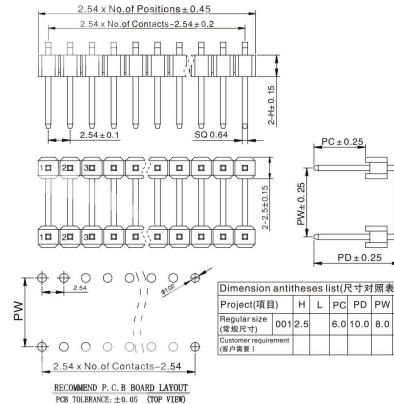 2.54 x No.of Positions±0.45
2.54 x No.of Contacts-2.54±0.2
2-H±0.15
2.54±0.1
SQ 0.64
PC±0.25
1 2 3
2-2.5±0.15
PW±0.25
1 2 3
PD±0.25
2.54
Φ1.02
PW
2.54 x No.of Contacts-2.54
RECOMMEND P.C.B BOARD LAYOUT
PCB TOLERANCE:±0.05 (TOP VIEW)
Dimension antitheses list(尺寸对照表
Project(项目) H L PC PD PW
Regular size
(常规尺寸) 001 2.5 6.0 10.0 8.0
Customer requirement
(客户需要)